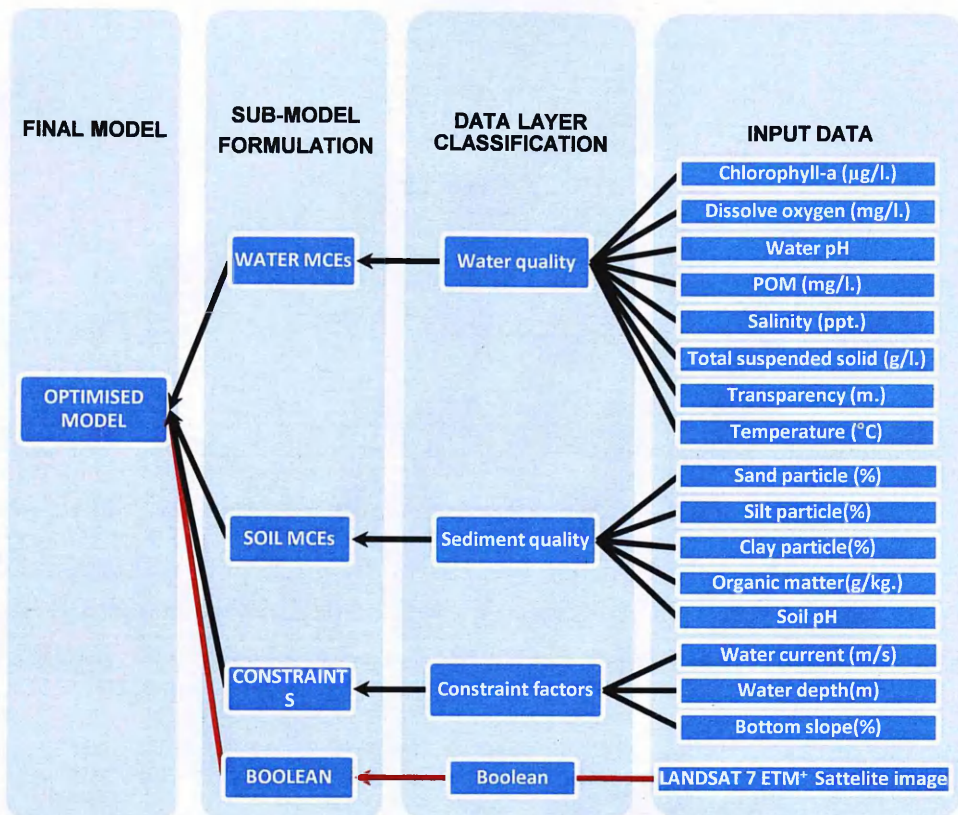 FINAL MODEL
SUB-MODEL
FORMULATION
DATA LAYER
CLASSIFICATION
INPUT DATA
Chlorophyll-a (µg/l.)
Dissolve oxygen (mg/l.)
Water pH
POM (mg/l.)
Salinity (ppt.)
Total suspended solid (g/l.)
Transparency (m.)
Temperature (°C)
WATER MCEs
Water quality
OPTIMISED
MODEL
Sand particle (%)
Silt particle(%)
Clay particle(%)
Organic matter(g/kg.)
Soil pH
SOIL MCEs
Sediment quality
Water current (m/s)
Water depth(m)
Bottom slope(%)
CONSTRAINT
S
Constraint factors
BOOLEAN
Boolean
LANDSAT 7 ETM⁺ Sattelite image